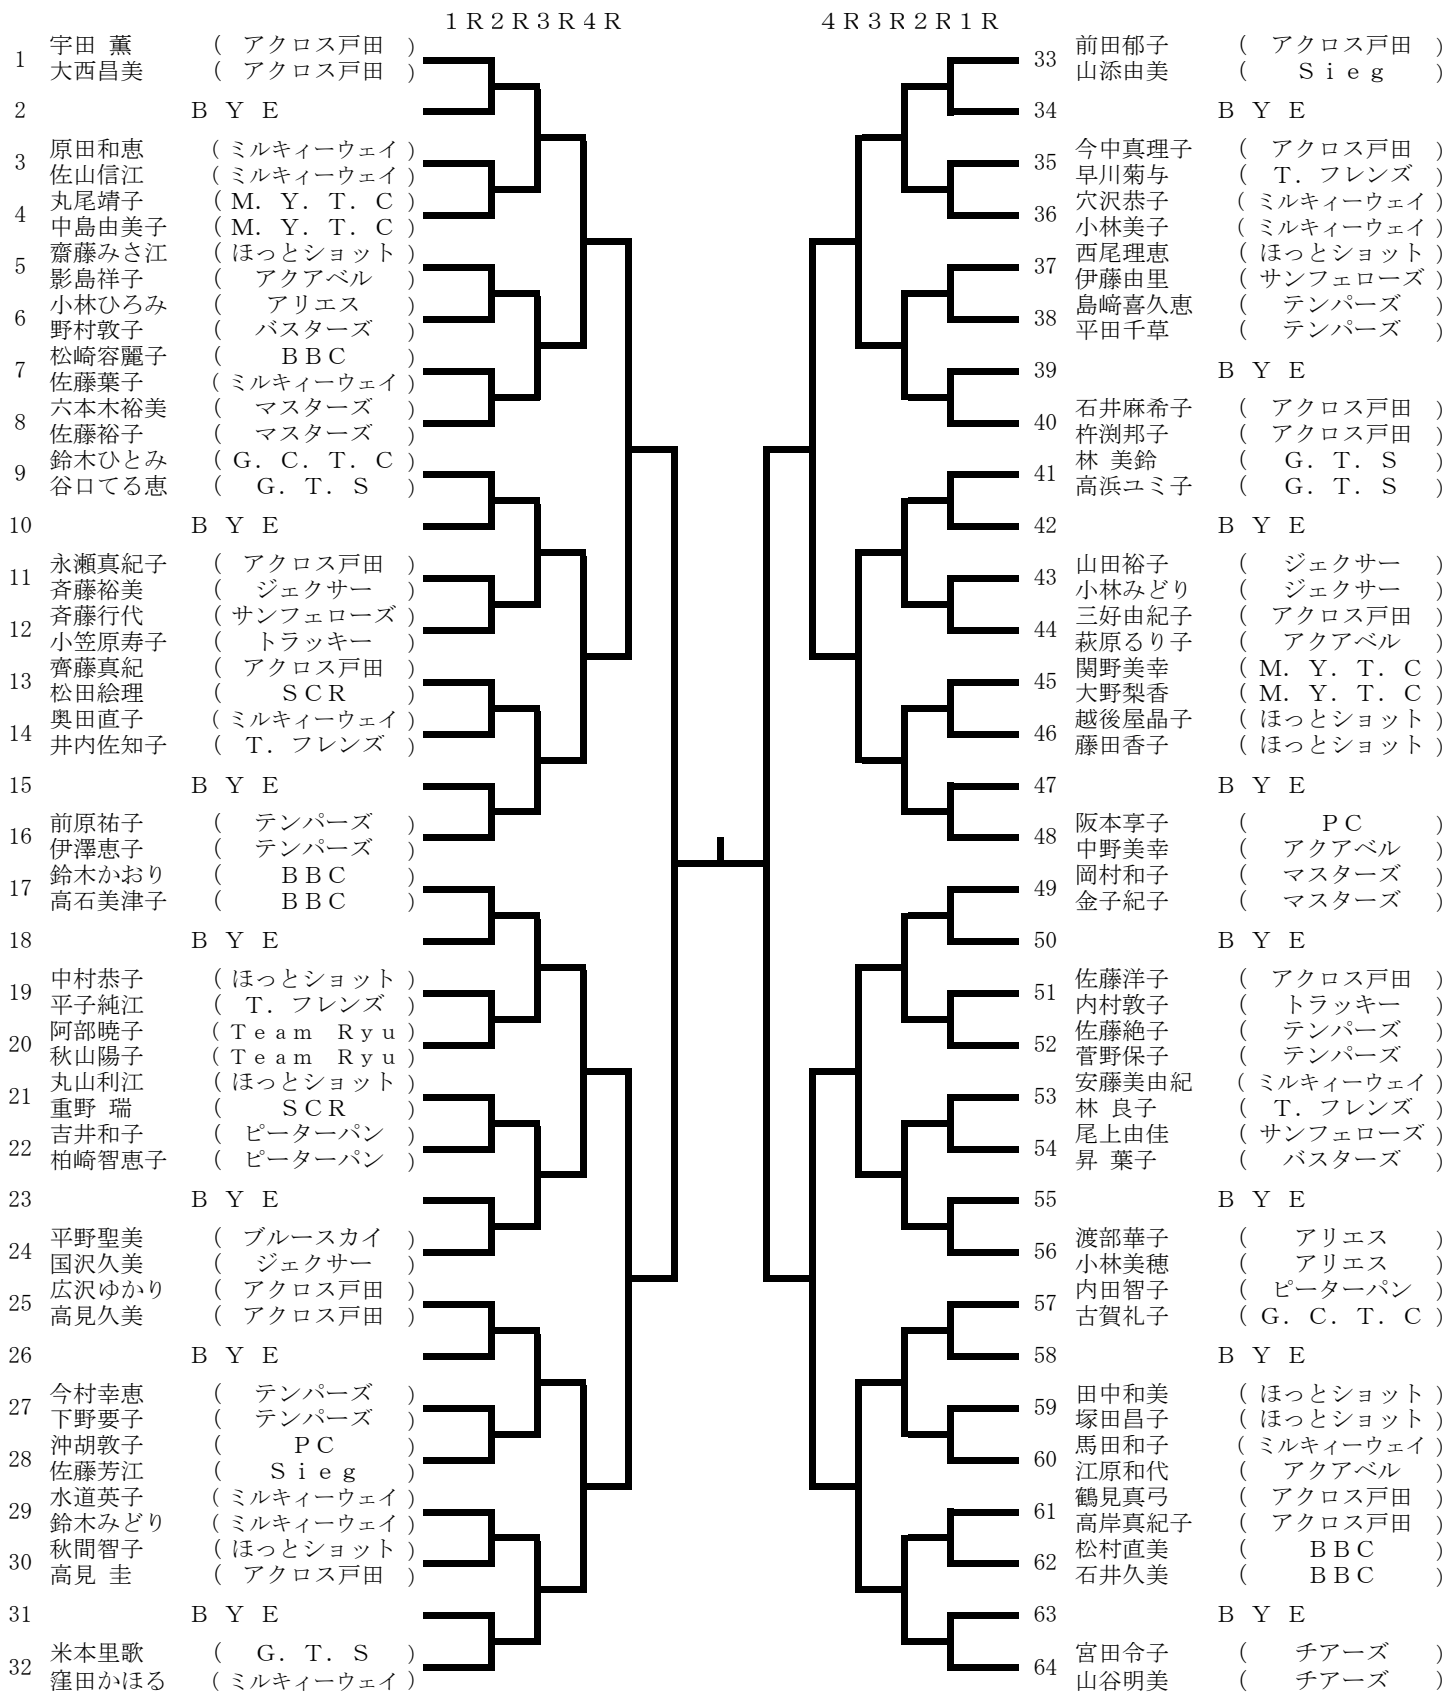 １Ｒ２Ｒ３Ｒ４Ｒ
1 宇田 薫 ( アクロス戸田 )
大西昌美 ( アクロス戸田 )
2 ＢＹＥ
3 原田和恵 ( ミルキィーウェイ )
佐山信江 ( ミルキィーウェイ )
4 丸尾靖子 ( Ｍ．Ｙ．Ｔ．Ｃ )
中島由美子 ( Ｍ．Ｙ．Ｔ．Ｃ )
5 齋藤みさ江 ( ほっとショット )
影島祥子 ( アクアベル )
6 小林ひろみ ( アリエス )
野村敦子 ( バスターズ )
7 松崎容麗子 ( ＢＢＣ )
佐藤葉子 ( ミルキィーウェイ )
8 六本木裕美 ( マスターズ )
佐藤裕子 ( マスターズ )
9 鈴木ひとみ ( Ｇ．Ｃ．Ｔ．Ｃ )
谷口てる恵 ( Ｇ．Ｔ．Ｓ )
10 ＢＹＥ
11 永瀬真紀子 ( アクロス戸田 )
斉藤裕美 ( ジェクサー )
12 斉藤行代 ( サンフェローズ )
小笠原寿子 ( トラッキー )
13 齊藤真紀 ( アクロス戸田 )
松田絵理 ( ＳＣＲ )
14 奥田直子 ( ミルキィーウェイ )
井内佐知子 ( Ｔ．フレンズ )
15 ＢＹＥ
16 前原祐子 ( テンパーズ )
伊澤恵子 ( テンパーズ )
17 鈴木かおり ( ＢＢＣ )
高石美津子 ( ＢＢＣ )
18 ＢＹＥ
19 中村恭子 ( ほっとショット )
平子純江 ( Ｔ．フレンズ )
20 阿部暁子 ( Ｔｅａｍ Ｒｙｕ )
秋山陽子 ( Ｔｅａｍ Ｒｙｕ )
21 丸山利江 ( ほっとショット )
重野 瑞 ( ＳＣＲ )
22 吉井和子 ( ピーターパン )
柏崎智恵子 ( ピーターパン )
23 ＢＹＥ
24 平野聖美 ( ブルースカイ )
国沢久美 ( ジェクサー )
25 広沢ゆかり ( アクロス戸田 )
高見久美 ( アクロス戸田 )
26 ＢＹＥ
27 今村幸恵 ( テンパーズ )
下野要子 ( テンパーズ )
28 沖胡敦子 ( ＰＣ )
佐藤芳江 ( Ｓｉｅｇ )
29 水道英子 ( ミルキィーウェイ )
鈴木みどり ( ミルキィーウェイ )
30 秋間智子 ( ほっとショット )
高見 圭 ( アクロス戸田 )
31 ＢＹＥ
32 米本里歌 ( Ｇ．Ｔ．Ｓ )
窪田かほる ( ミルキィーウェイ )
４Ｒ３Ｒ２Ｒ１Ｒ
33 前田郁子 ( アクロス戸田 )
山添由美 ( Ｓｉｅｇ )
34 ＢＹＥ
35 今中真理子 ( アクロス戸田 )
早川菊与 ( Ｔ．フレンズ )
36 穴沢恭子 ( ミルキィーウェイ )
小林美子 ( ミルキィーウェイ )
37 西尾理恵 ( ほっとショット )
伊藤由里 ( サンフェローズ )
38 島﨑喜久恵 ( テンパーズ )
平田千草 ( テンパーズ )
39 ＢＹＥ
40 石井麻希子 ( アクロス戸田 )
杵渕邦子 ( アクロス戸田 )
41 林 美鈴 ( Ｇ．Ｔ．Ｓ )
高浜ユミ子 ( Ｇ．Ｔ．Ｓ )
42 ＢＹＥ
43 山田裕子 ( ジェクサー )
小林みどり ( ジェクサー )
44 三好由紀子 ( アクロス戸田 )
萩原るり子 ( アクアベル )
45 関野美幸 ( Ｍ．Ｙ．Ｔ．Ｃ )
大野梨香 ( Ｍ．Ｙ．Ｔ．Ｃ )
46 越後屋晶子 ( ほっとショット )
藤田香子 ( ほっとショット )
47 ＢＹＥ
48 阪本享子 ( ＰＣ )
中野美幸 ( アクアベル )
49 岡村和子 ( マスターズ )
金子紀子 ( マスターズ )
50 ＢＹＥ
51 佐藤洋子 ( アクロス戸田 )
内村敦子 ( トラッキー )
52 佐藤絶子 ( テンパーズ )
菅野保子 ( テンパーズ )
53 安藤美由紀 ( ミルキィーウェイ )
林 良子 ( Ｔ．フレンズ )
54 尾上由佳 ( サンフェローズ )
昇 葉子 ( バスターズ )
55 ＢＹＥ
56 渡部華子 ( アリエス )
小林美穂 ( アリエス )
57 内田智子 ( ピーターパン )
古賀礼子 ( Ｇ．Ｃ．Ｔ．Ｃ )
58 ＢＹＥ
59 田中和美 ( ほっとショット )
塚田昌子 ( ほっとショット )
60 馬田和子 ( ミルキィーウェイ )
江原和代 ( アクアベル )
61 鶴見真弓 ( アクロス戸田 )
高岸真紀子 ( アクロス戸田 )
62 松村直美 ( ＢＢＣ )
石井久美 ( ＢＢＣ )
63 ＢＹＥ
64 宮田令子 ( チアーズ )
山谷明美 ( チアーズ )